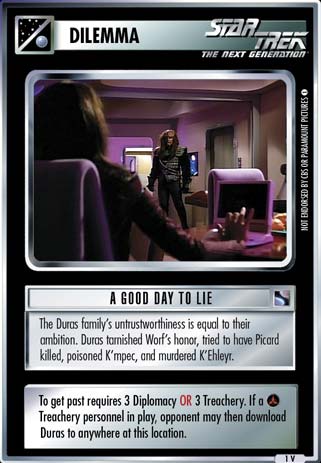 DILEMMA
STAR TREK
THE NEXT GENERATION
NOT ENDORSED BY CBS OR PARAMOUNT PICTURES
A GOOD DAY TO LIE
The Duras family's untrustworthiness is equal to their
ambition. Duras tarnished Worf's honor, tried to have Picard
killed, poisoned K'mpec, and murdered K'Ehleyr.
To get past requires 3 Diplomacy OR 3 Treachery. If a
Treachery personnel in play, opponent may then download
Duras to anywhere at this location.
1 V